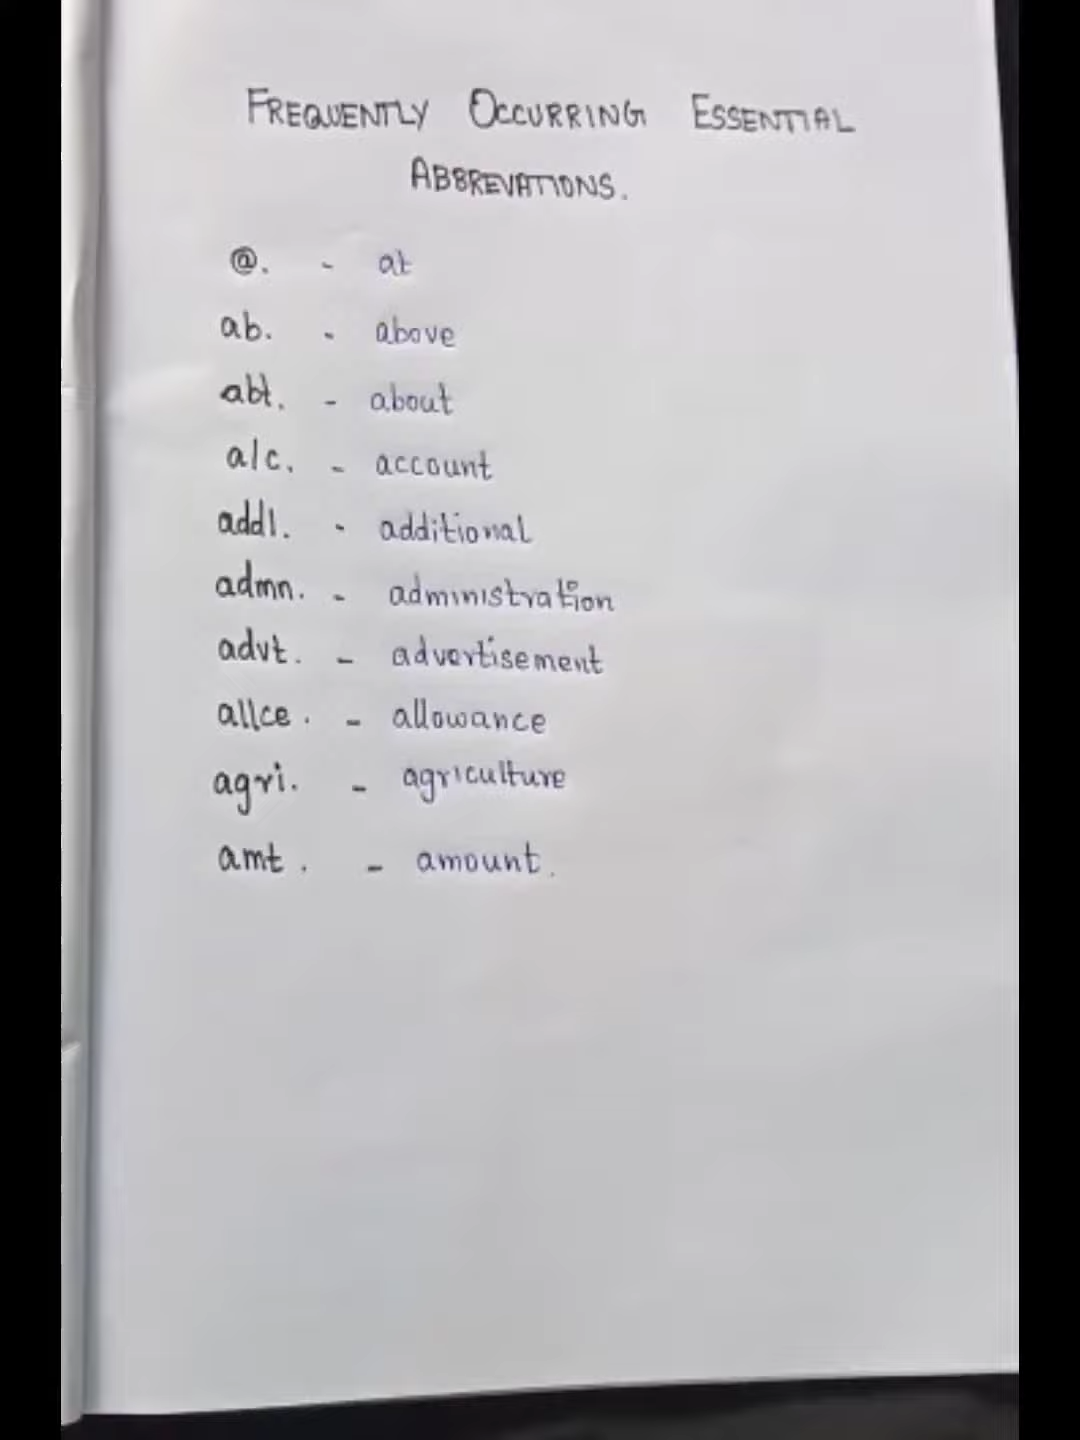 FREQUENTLY OCCURRING ESSENTIAL
ABBREVATIONS.
@. - at
ab. - above
abt. - about
a/c. - account
addl. - additional
admn. - administration
advt. - advertisement
allce. - allowance
agri. - agriculture
amt. - amount.